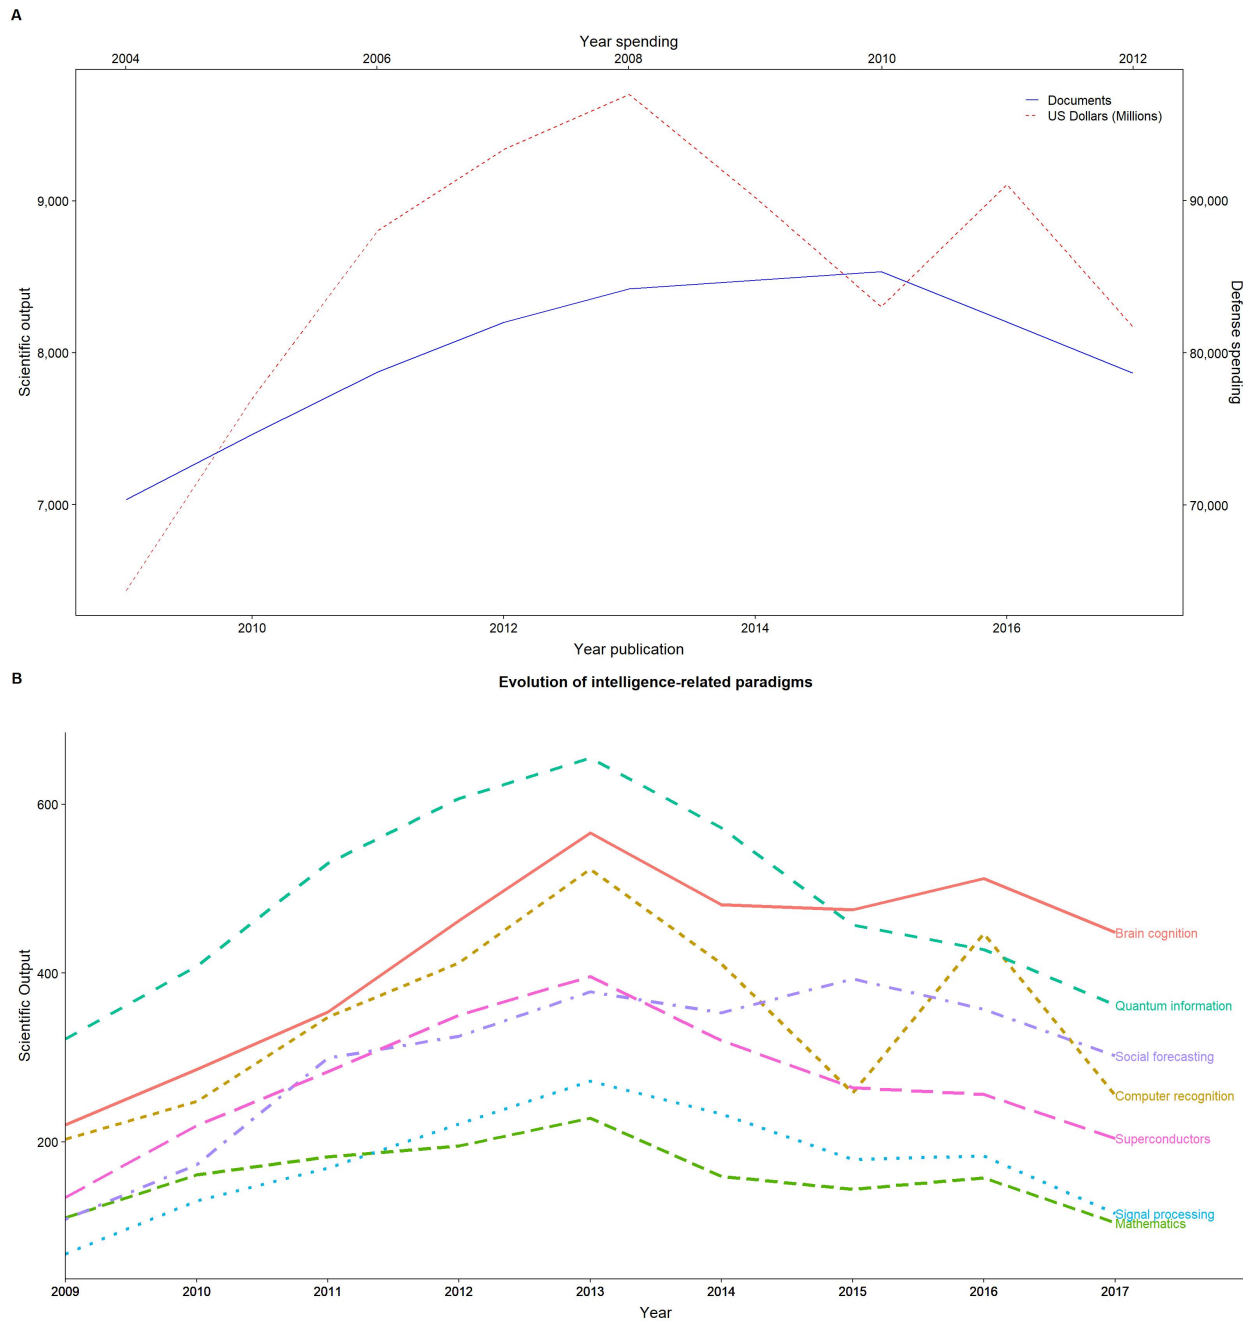 A
Year spending
2004 2006 2008 2010 2012
Documents
US Dollars (Millions)
9,000
8,000
7,000
Scientific output
90,000
80,000
70,000
Defense spending
2010 2012 2014 2016
Year publication
B
Evolution of intelligence-related paradigms
600
400
200
Scientific Output
Brain cognition
Quantum information
Social forecasting
Computer recognition
Superconductors
Signal processing
Mathematics
2009 2010 2011 2012 2013 2014 2015 2016 2017
Year